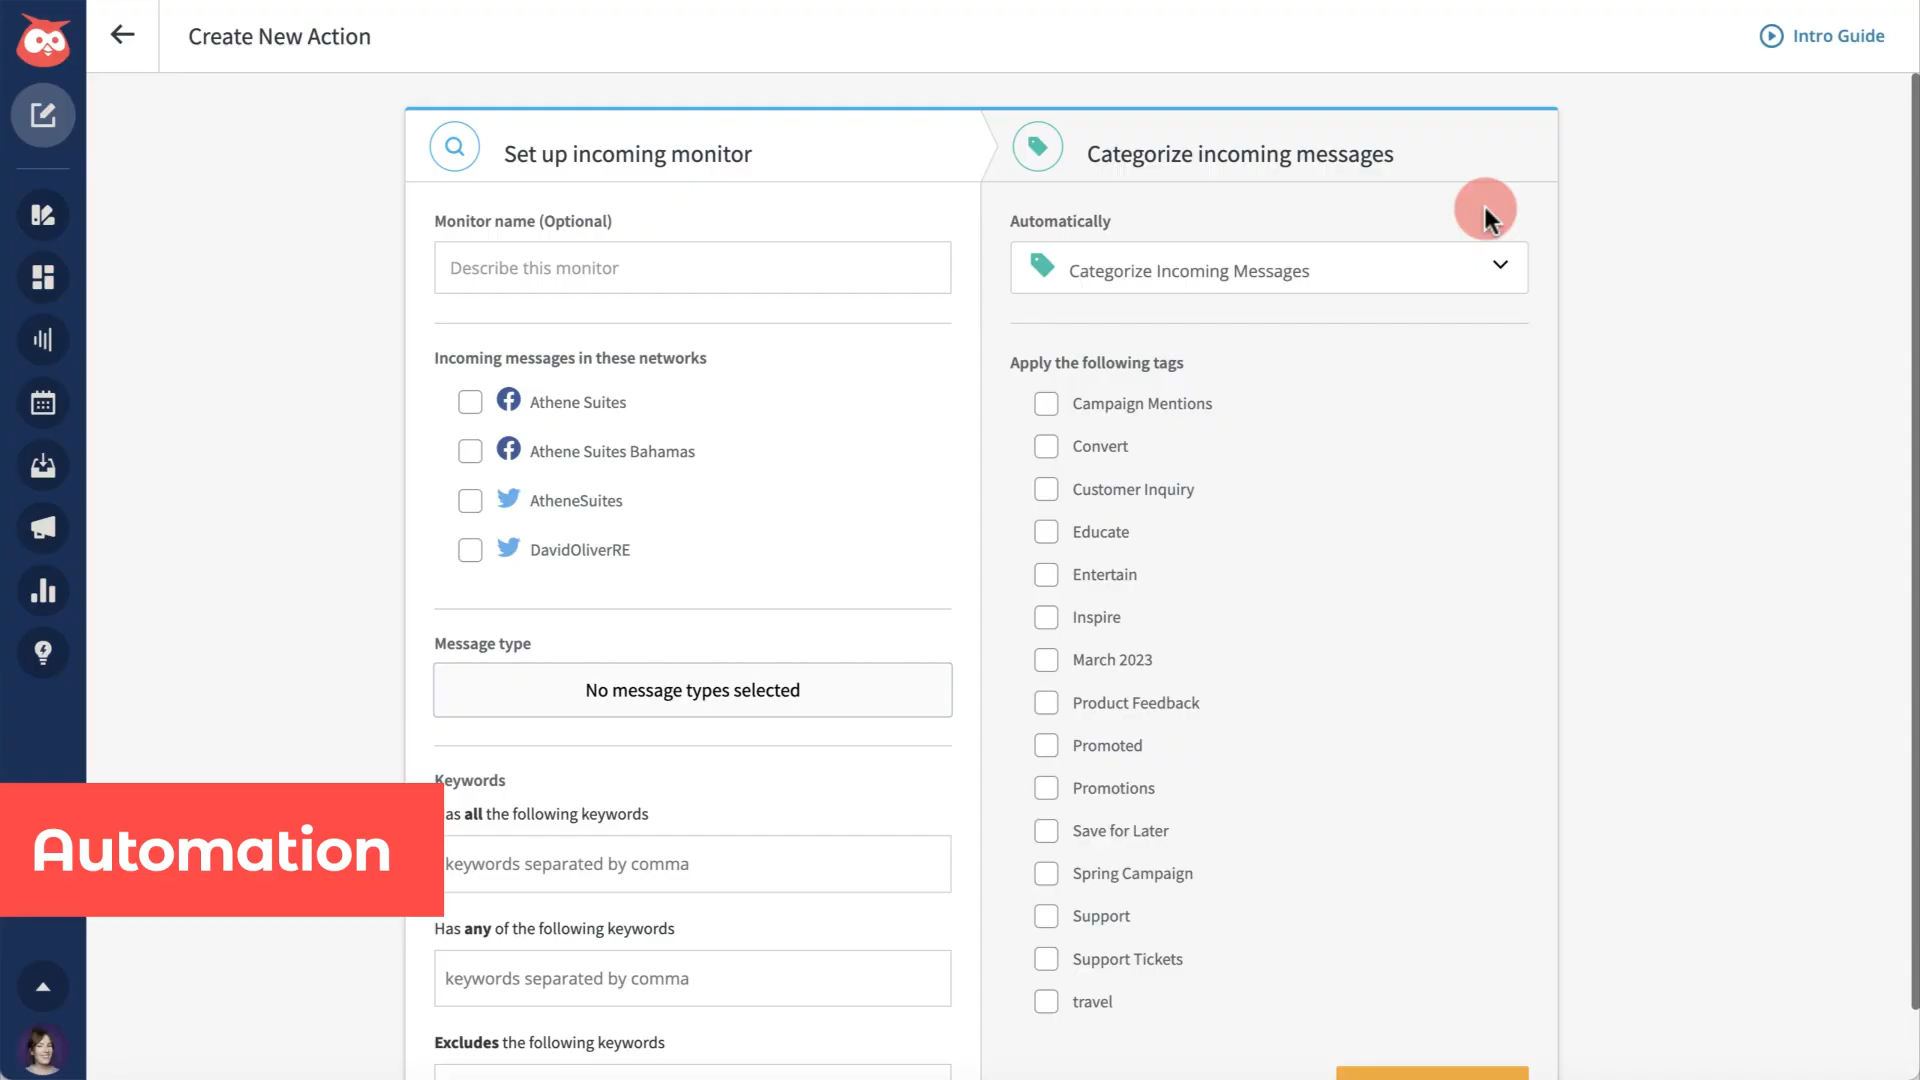 Create New Action
Intro Guide
Set up incoming monitor
Categorize incoming messages
Monitor name (Optional)
Describe this monitor
Incoming messages in these networks
Athene Suites
Athene Suites Bahamas
AtheneSuites
DavidOliverRE
Message type
No message types selected
Keywords
as all the following keywords
keywords separated by comma
Has any of the following keywords
keywords separated by comma
Excludes the following keywords
Automatically
Categorize Incoming Messages
Apply the following tags
Campaign Mentions
Convert
Customer Inquiry
Educate
Entertain
Inspire
March 2023
Product Feedback
Promoted
Promotions
Save for Later
Spring Campaign
Support
Support Tickets
travel
Automation